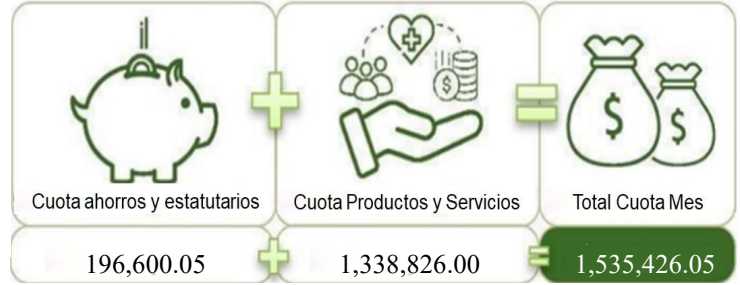 Cuota ahorros y estatutarios
Cuota Productos y Servicios
Total Cuota Mes
196,600.05
1,338,826.00
1,535,426.05